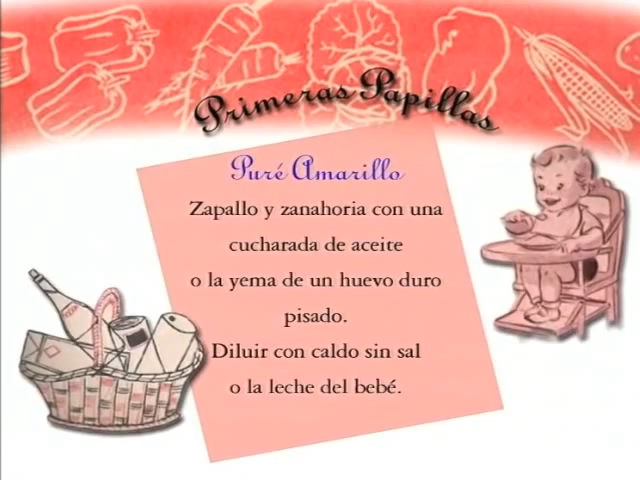 Primeras Papillas
Puré Amarillo
Zapallo y zanahoria con una
cucharada de aceite
o la yema de un huevo duro
pisado.
Diluir con caldo sin sal
o la leche del bebé.